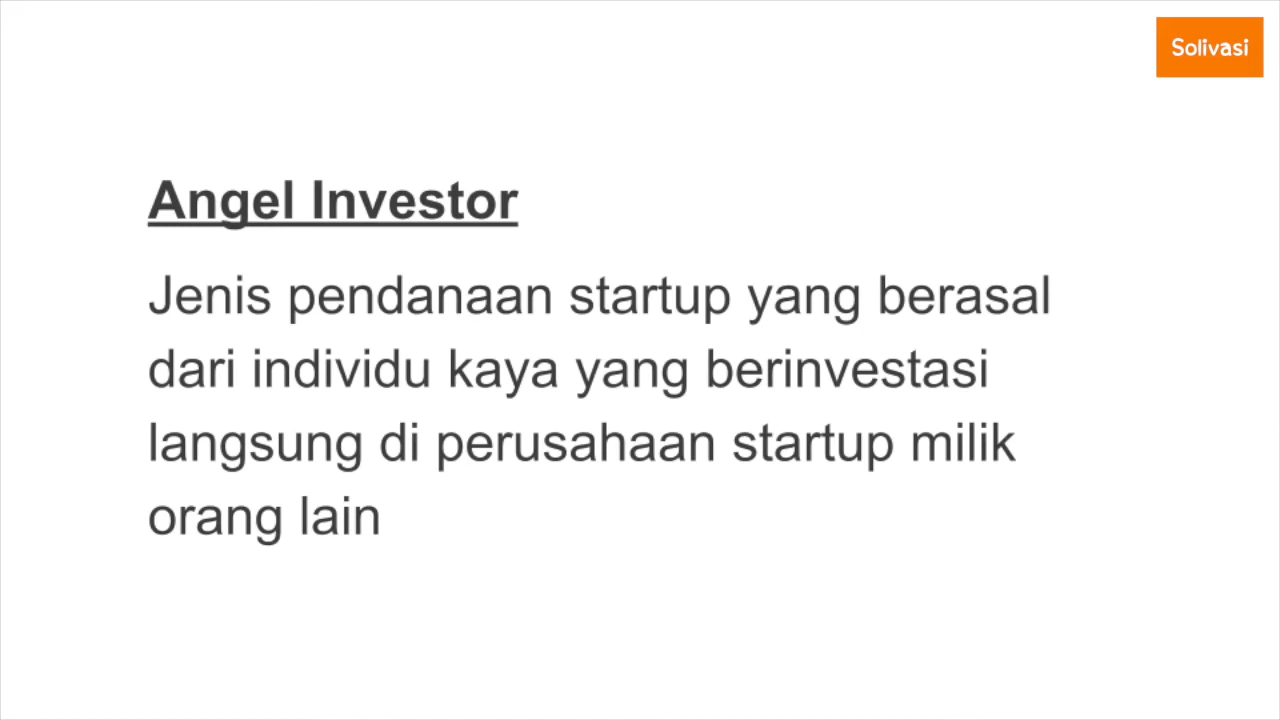 Solivasi
Angel Investor
Jenis pendanaan startup yang berasal
dari individu kaya yang berinvestasi
langsung di perusahaan startup milik
orang lain